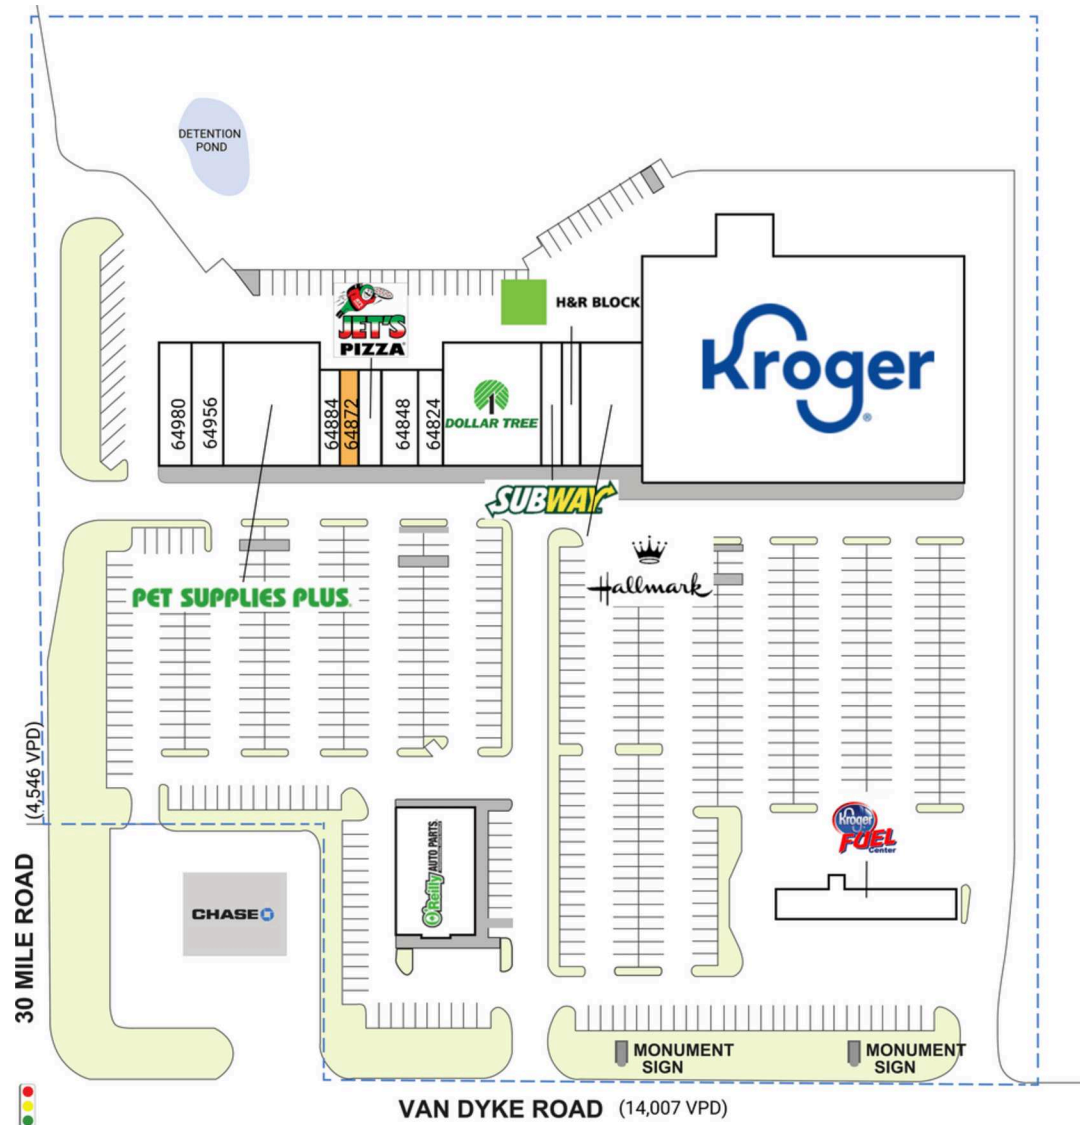 DETENTION
POND
H&R BLOCK
JET'S
PIZZA
Kroger
64980
64956
64884
64872
64848
64824
DOLLAR TREE
SUBWAY
Hallmark
PET SUPPLIES PLUS
(4,546 VPD)
30 MILE ROAD
CHASE
O'Reilly AUTO PARTS
Kroger
FUEL
Center
MONUMENT
SIGN
MONUMENT
SIGN
VAN DYKE ROAD (14,007 VPD)